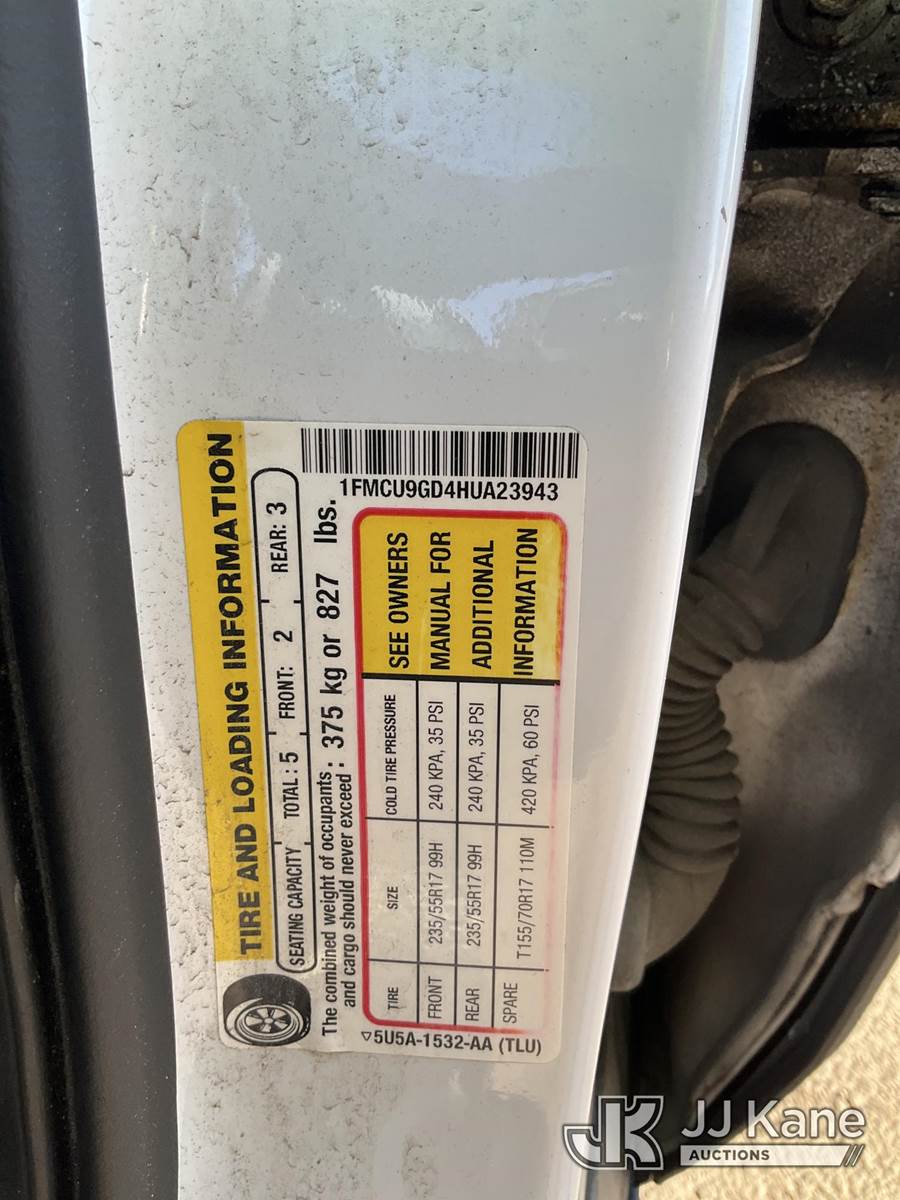 TIRE AND LOADING INFORMATION
SEATING CAPACITY TOTAL: 5 FRONT: 2 REAR: 3
The combined weight of occupants
and cargo should never exceed : 375 kg or 827 lbs.
1FMCU9GD4HUA23943
TIRE SIZE COLD TIRE PRESSURE
FRONT 235/55R17 99H 240 KPA, 35 PSI
REAR 235/55R17 99H 240 KPA, 35 PSI
SPARE T155/70R17 110M 420 KPA, 60 PSI
SEE OWNERS
MANUAL FOR
ADDITIONAL
INFORMATION
5U5A-1532-AA (TLU)
JK JJ Kane
AUCTIONS